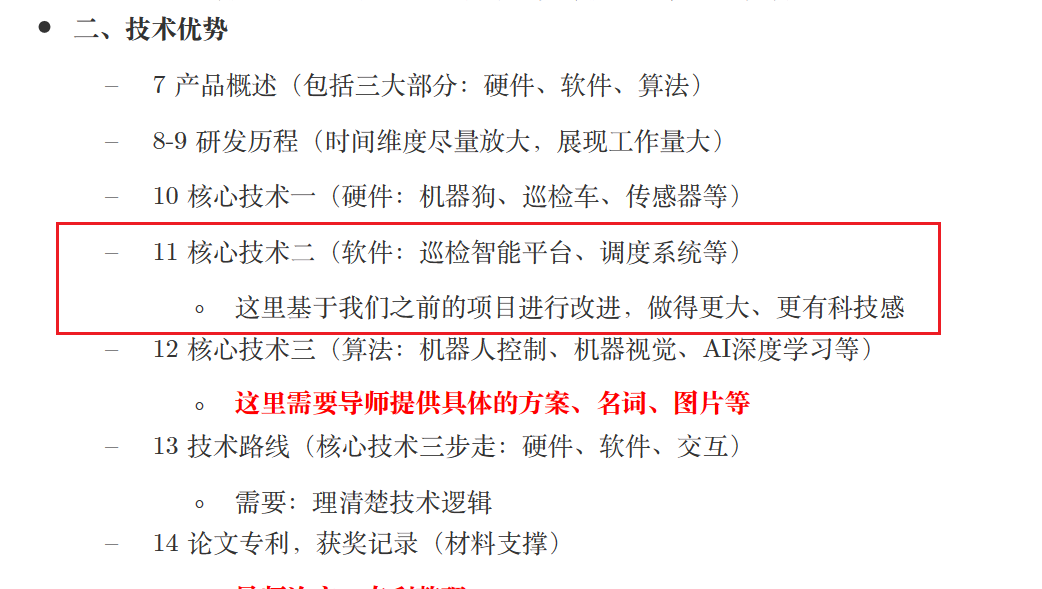 二、技术优势
– 7 产品概述（包括三大部分：硬件、软件、算法）
– 8-9 研发历程（时间维度尽量放大，展现工作量大）
– 10 核心技术一（硬件：机器狗、巡检车、传感器等）
– 11 核心技术二（软件：巡检智能平台、调度系统等）
这里基于我们之前的项目进行改进，做得更大、更有科技感
– 12 核心技术三（算法：机器人控制、机器视觉、AI深度学习等）
这里需要导师提供具体的方案、名词、图片等
– 13 技术路线（核心技术三步走：硬件、软件、交互）
需要：理清楚技术逻辑
– 14 论文专利，获奖记录（材料支撑）